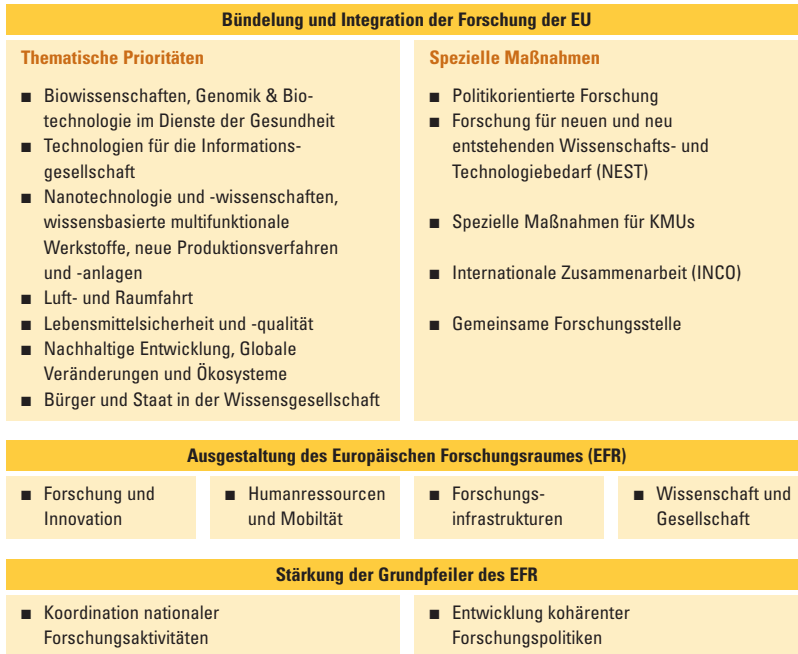 Bündelung und Integration der Forschung der EU
Thematische Prioritäten
■ Biowissenschaften, Genomik & Bio-
technologie im Dienste der Gesundheit
■ Technologien für die Informations-
gesellschaft
■ Nanotechnologie und -wissenschaften,
wissensbasierte multifunktionale
Werkstoffe, neue Produktionsverfahren
und -anlagen
■ Luft- und Raumfahrt
■ Lebensmittelsicherheit und -qualität
■ Nachhaltige Entwicklung, Globale
Veränderungen und Ökosysteme
■ Bürger und Staat in der Wissensgesellschaft
Spezielle Maßnahmen
■ Politikorientierte Forschung
■ Forschung für neuen und neu
entstehenden Wissenschafts- und
Technologiebedarf (NEST)
■ Spezielle Maßnahmen für KMUs
■ Internationale Zusammenarbeit (INCO)
■ Gemeinsame Forschungsstelle
Ausgestaltung des Europäischen Forschungsraumes (EFR)
■ Forschung und
Innovation
■ Humanressourcen
und Mobiltät
■ Forschungs-
infrastrukturen
■ Wissenschaft und
Gesellschaft
Stärkung der Grundpfeiler des EFR
■ Koordination nationaler
Forschungsaktivitäten
■ Entwicklung kohärenter
Forschungspolitiken